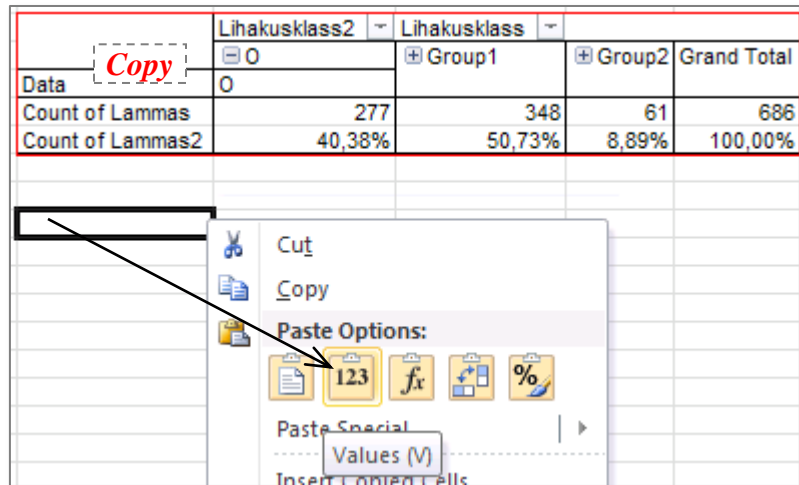 Lihakusklass2 Lihakusklass
Copy O Group1 Group2 Grand Total
Data O
Count of Lammas 277 348 61 686
Count of Lammas2 40,38% 50,73% 8,89% 100,00%
Cut
Copy
Paste Options:
123 fx %
Paste Special
Values (V)
Insert Copied Cells